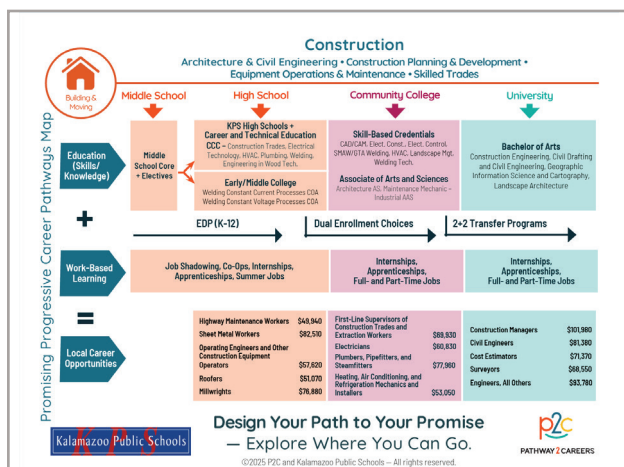 Construction
Architecture & Civil Engineering • Construction Planning & Development •
Equipment Operations & Maintenance • Skilled Trades
Building &
Moving
Promising Progressive Career Pathways Map
Middle School
High School
Community College
University
Education
(Skills/
Knowledge)
Middle
School Core
+ Electives
KPS High Schools +
Career and Technical Education
CCC – Construction Trades, Electrical
Technology, HVAC, Plumbing, Welding,
Engineering in Wood Tech.
Early/Middle College
Welding Constant Current Processes COA
Welding Constant Voltage Processes COA
Skill-Based Credentials
CAD/CAM, Elect. Const., Elect. Control,
SMAW/GTA Welding, HVAC, Landscape Mgt,
Welding Tech.
Associate of Arts and Sciences
Architecture AS, Maintenance Mechanic –
Industrial AAS
Bachelor of Arts
Construction Engineering, Civil Drafting
and Civil Engineering, Geographic
Information Science and Cartography,
Landscape Architecture
+
EDP (K-12)
Dual Enrollment Choices
2+2 Transfer Programs
Work-Based
Learning
Job Shadowing, Co-Ops, Internships,
Apprenticeships, Summer Jobs
Internships,
Apprenticeships,
Full- and Part-Time Jobs
Internships,
Apprenticeships,
Full- and Part-Time Jobs
=
Local Career
Opportunities
Highway Maintenance Workers $49,940
Sheet Metal Workers $82,510
Operating Engineers and Other
Construction Equipment
Operators $57,620
Roofers $51,070
Millwrights $76,880
First-Line Supervisors of
Construction Trades and
Extraction Workers $69,930
Electricians $60,830
Plumbers, Pipefitters, and
Steamfitters $77,960
Heating, Air Conditioning, and
Refrigeration Mechanics and
Installers $53,050
Construction Managers $101,980
Civil Engineers $81,380
Cost Estimators $71,370
Surveyors $68,550
Engineers, All Others $93,780
KPS
Kalamazoo Public Schools
Design Your Path to Your Promise
— Explore Where You Can Go.
©2025 P2C and Kalamazoo Public Schools — All rights reserved.
p2c
PATHWAY2CAREERS